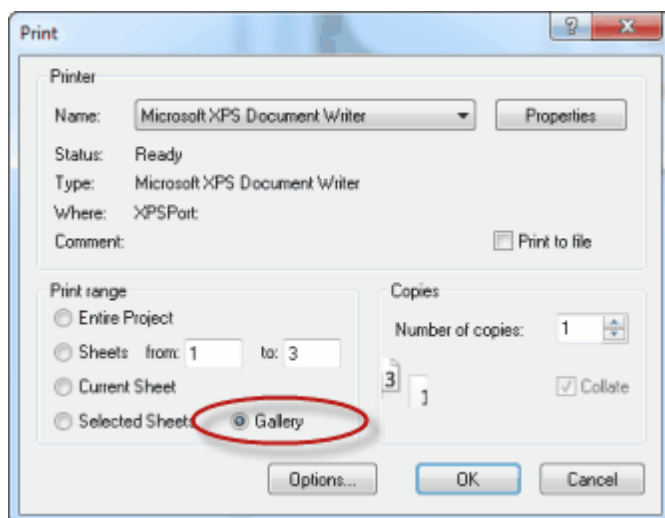 Print
Printer
Name: Microsoft XPS Document Writer Properties
Status: Ready
Type: Microsoft XPS Document Writer
Where: XPSPort:
Comment: Print to file
Print range
Entire Project
Sheets from: 1 to: 3
Current Sheet
Selected Sheets Gallery
Copies
Number of copies: 1
3
Collate
Options... OK Cancel